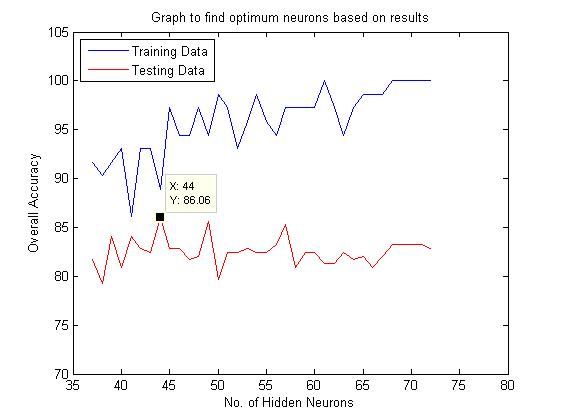 Graph to find optimum neurons based on results
105
100
95
90
85
80
75
70
Overall Accuracy
Training Data
Testing Data
X: 44
Y: 86.06
35 40 45 50 55 60 65 70 75 80
No. of Hidden Neurons